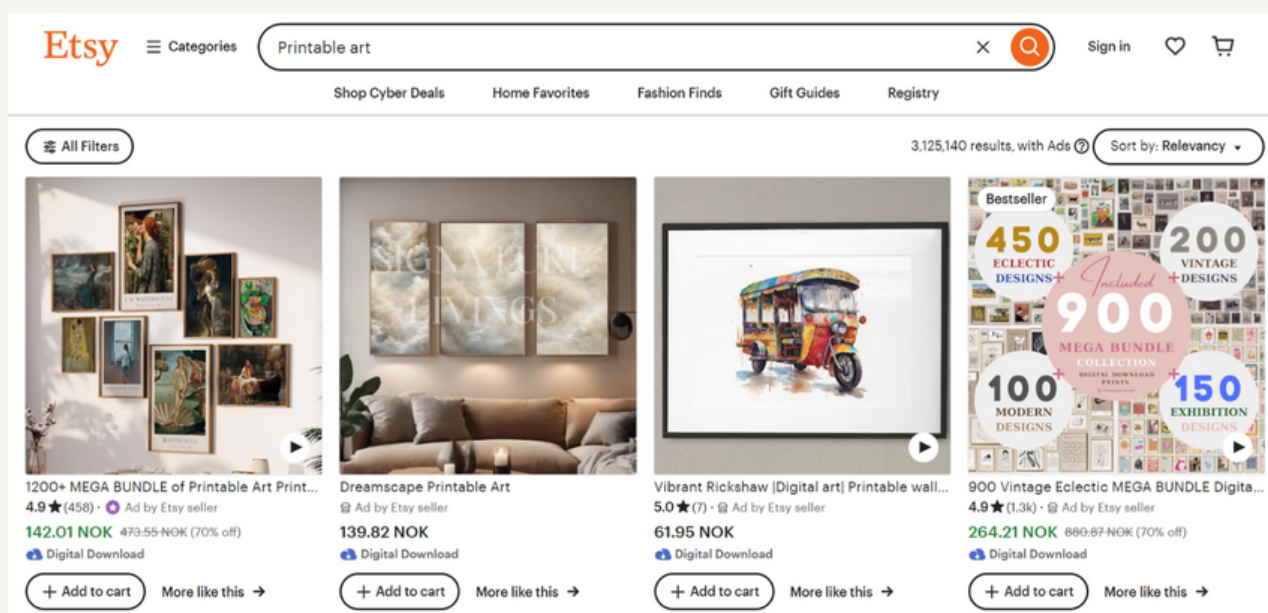 Etsy
Categories
Printable art
Sign in
Shop Cyber Deals
Home Favorites
Fashion Finds
Gift Guides
Registry
All Filters
3,125,140 results, with Ads
Sort by: Relevancy
BOTTICELLI
SIGNATURE
LIVINGS
Bestseller
450
ECLECTIC
DESIGNS
200
VINTAGE
DESIGNS
Included
900
MEGA BUNDLE
COLLECTION
DIGITAL DOWNLOAD
PRINTS
100
MODERN
DESIGNS
150
EXHIBITION
DESIGNS
1200+ MEGA BUNDLE of Printable Art Print...
4.9★(458) · Ad by Etsy seller
142.01 NOK 473.55 NOK (70% off)
Digital Download
+ Add to cart More like this →
Dreamscape Printable Art
Ad by Etsy seller
139.82 NOK
Digital Download
+ Add to cart More like this →
Vibrant Rickshaw |Digital art| Printable wall...
5.0★(7) · Ad by Etsy seller
61.95 NOK
Digital Download
+ Add to cart More like this →
900 Vintage Eclectic MEGA BUNDLE Digita...
4.9★(1.3k) · Ad by Etsy seller
264.21 NOK 880.87 NOK (70% off)
Digital Download
+ Add to cart More like this →